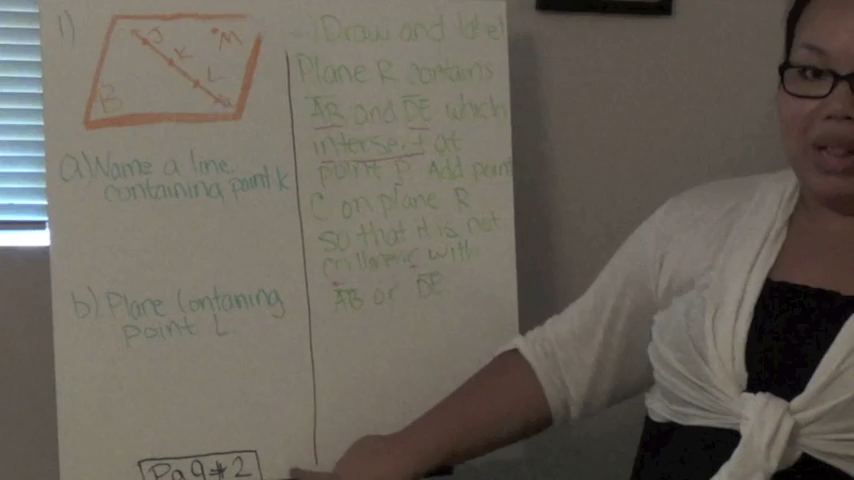 1)
J
K
L
M
B
a
a) Name a line
containing point K
b) Plane Containing
point L
Pg 9 #2
Draw and label
Plane R contains
AB and DE which
intersect at
point P. Add point
C on plane R
so that it is not
collinear with
AB or DE